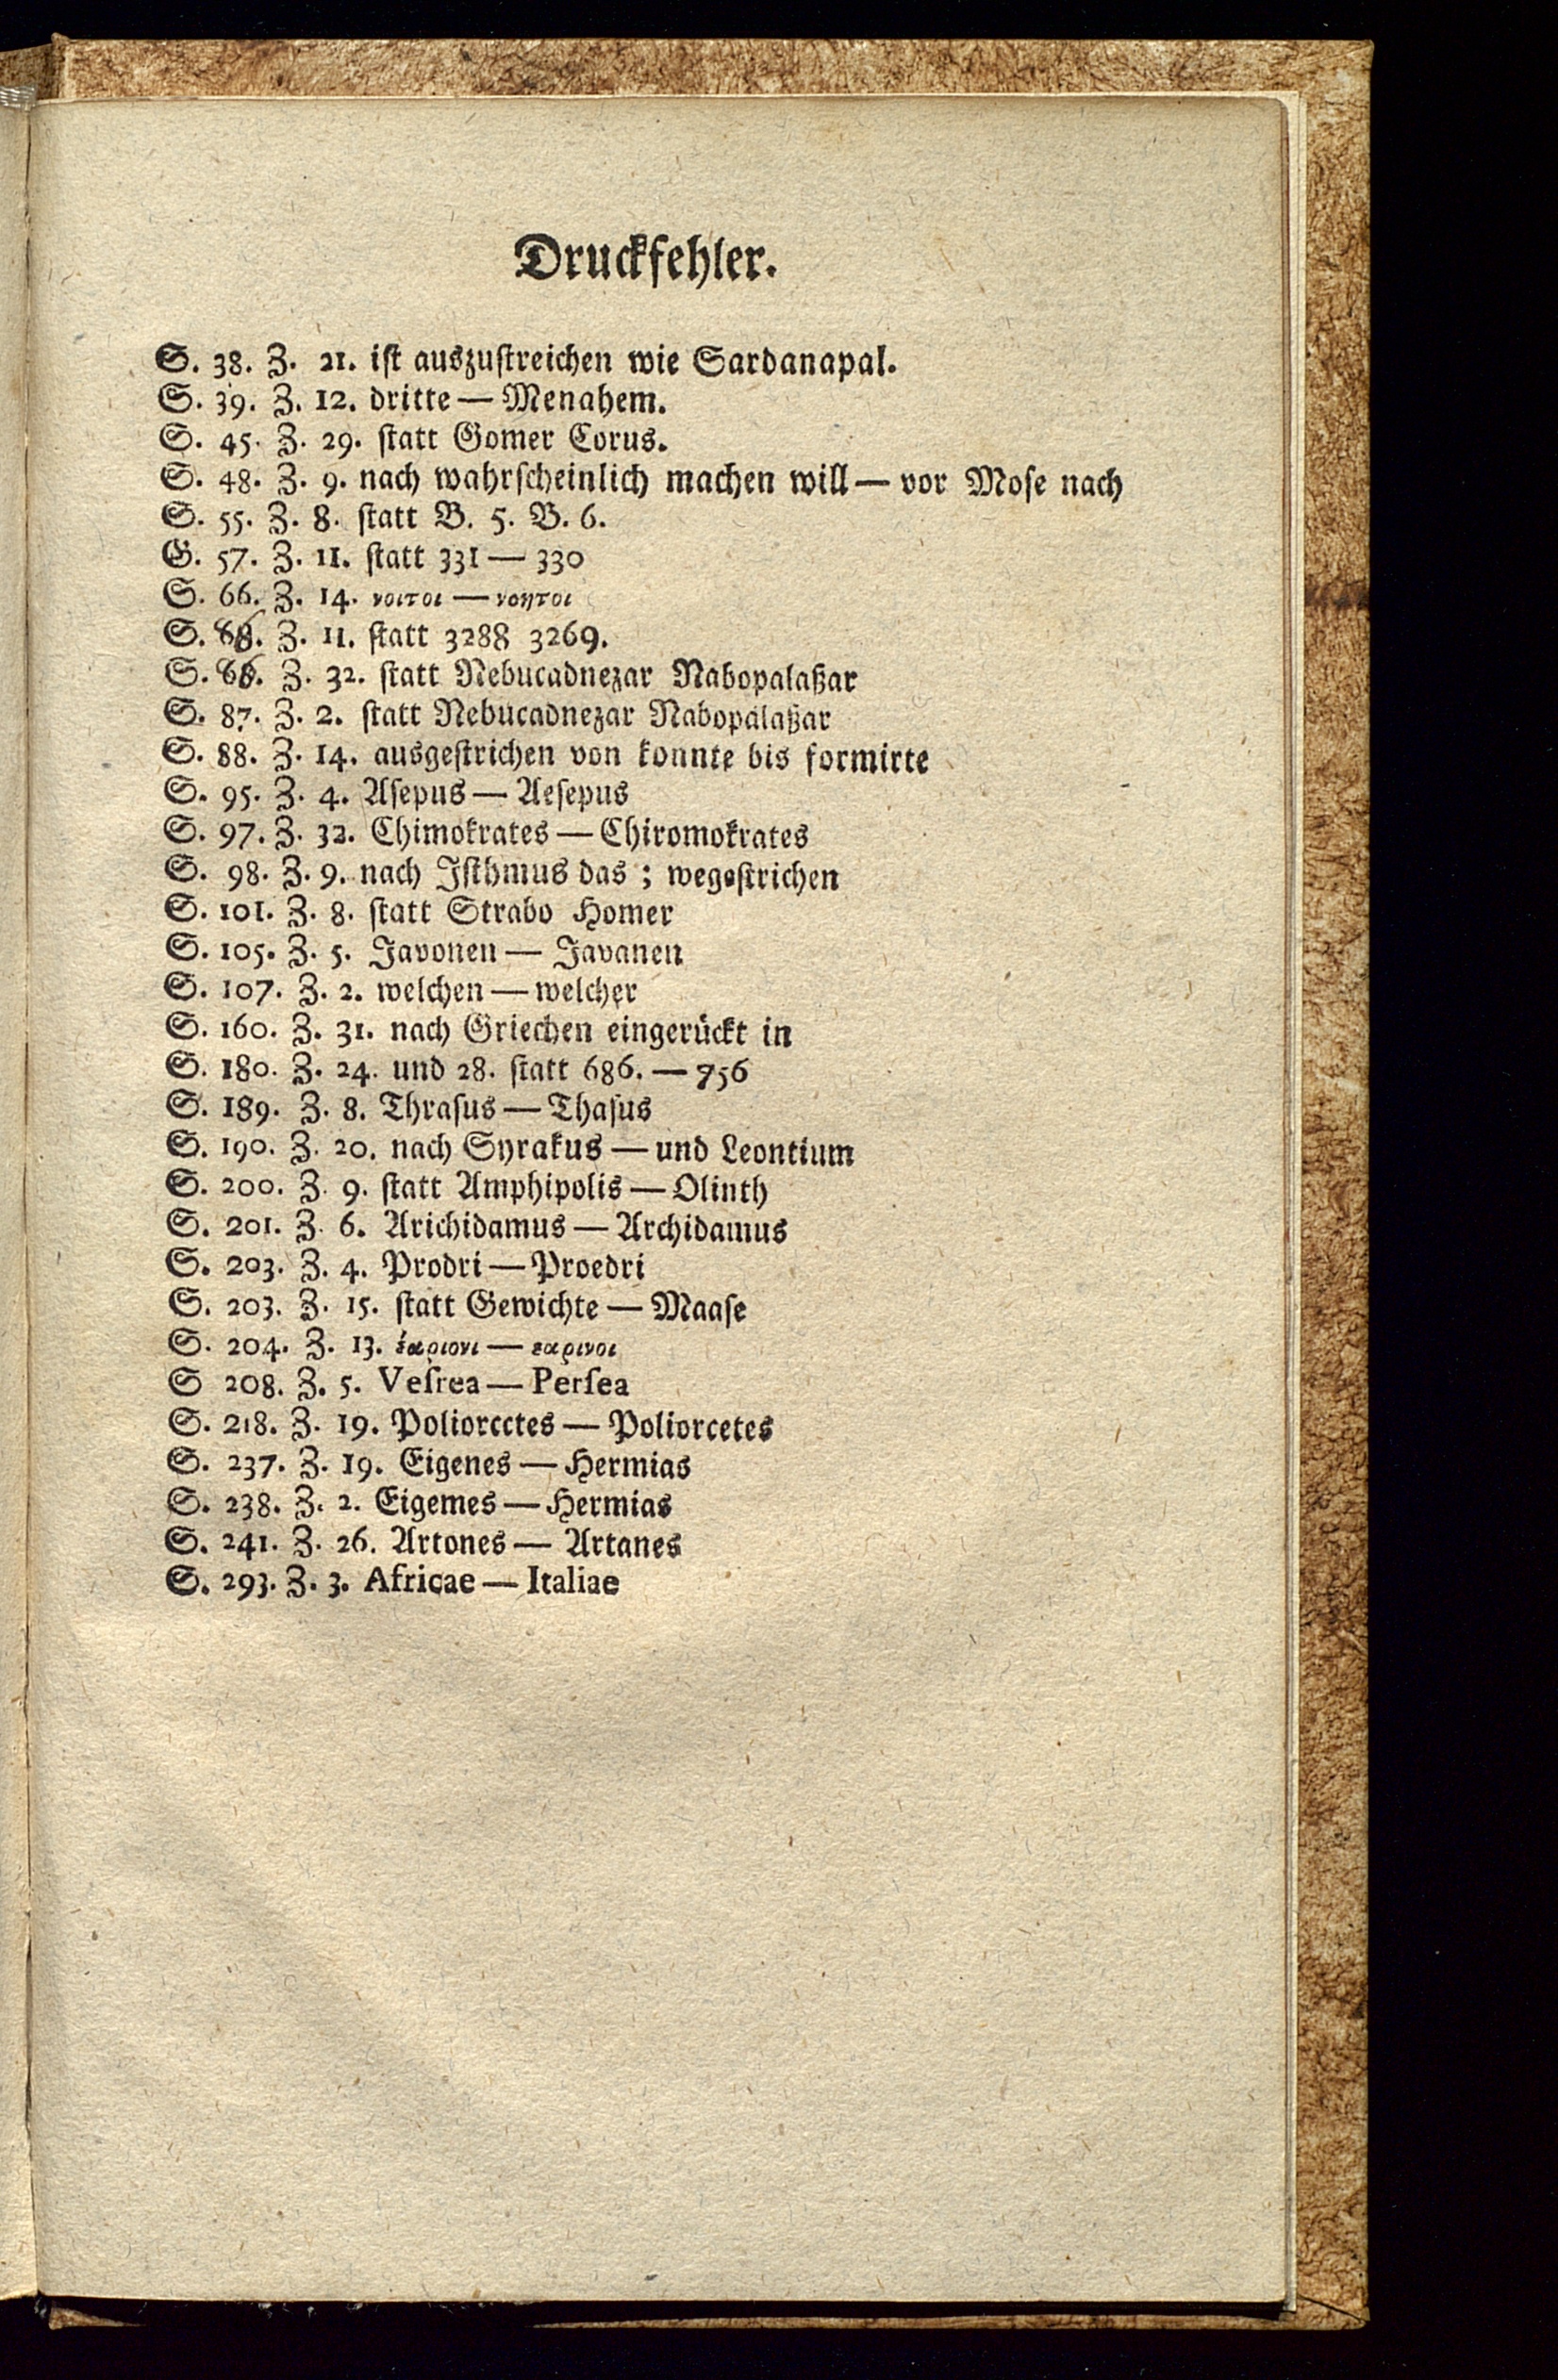 Druckfehler.
S. 38. Z. 21. iſt auszuſtreichen wie Sardanapal.
S. 39. Z. 12. dritte — Menahem.
S. 45. Z. 29. ſtatt Gomer Corus.
S. 48. Z. 9. nach wahrſcheinlich machen will — vor Moſe nach
S. 55. Z. 8. ſtatt B. 5. B. 6.
S. 57. Z. 11. ſtatt 331 — 330
S. 66. Z. 14. νοιτοι — νοητοι
S. Z. 11. ſtatt 3288 3269.
S. Z. 32. ſtatt Nebucadnezar Nabopalaßar
S. 87. Z. 2. ſtatt Nebucadnezar Nabopalaßar
S. 88. Z. 14. ausgeſtrichen von konnte bis formirte
S. 95. Z. 4. Aſepus — Aeſepus
S. 97. Z. 32. Chimokrates — Chiromokrates
S. 98. Z. 9. nach Iſthmus das ; wegeſtrichen
S. 101. Z. 8. ſtatt Strabo Homer
S. 105. Z. 5. Javonen — Javanen
S. 107. Z. 2. welchen — welcher
S. 160. Z. 31. nach Griechen eingerückt in
S. 180. Z. 24. und 28. ſtatt 686. — 756
S. 189. Z. 8. Thraſus — Thaſus
S. 190. Z. 20. nach Syrakus — und Leontium
S. 200. Z. 9. ſtatt Amphipolis — Olinth
S. 201. Z. 6. Arichidamus — Archidamus
S. 203. Z. 4. Prodri — Proedri
S. 203. Z. 15. ſtatt Gewichte — Maaſe
S. 204. Z. 13. ἐαριονι — εαρινοι
S 208. Z. 5. Veſrea — Perſea
S. 218. Z. 19. Poliorcctes — Poliorcetes
S. 237. Z. 19. Eigenes — Hermias
S. 238. Z. 2. Eigemes — Hermias
S. 241. Z. 26. Artones — Artanes
S. 293. Z. 3. Africae — Italiae